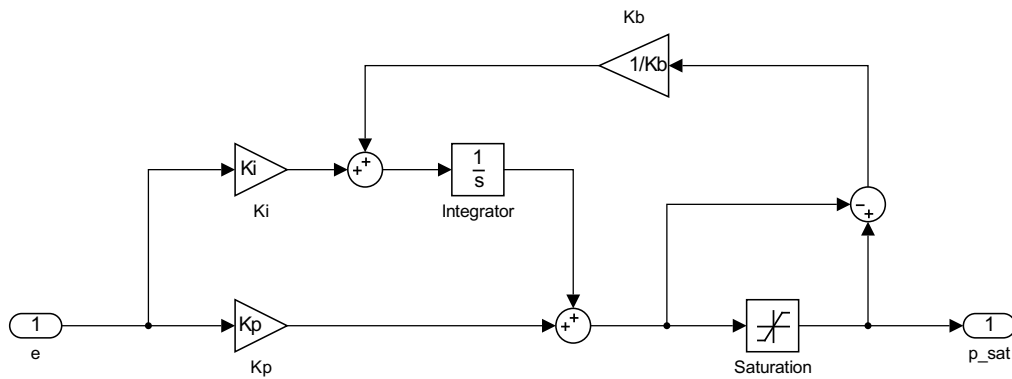 Kb
1/Kb
+
+
1
s
Ki
Integrator
Ki
-
+
1
e
Kp
Kp
+
+
Saturation
1
p_sat